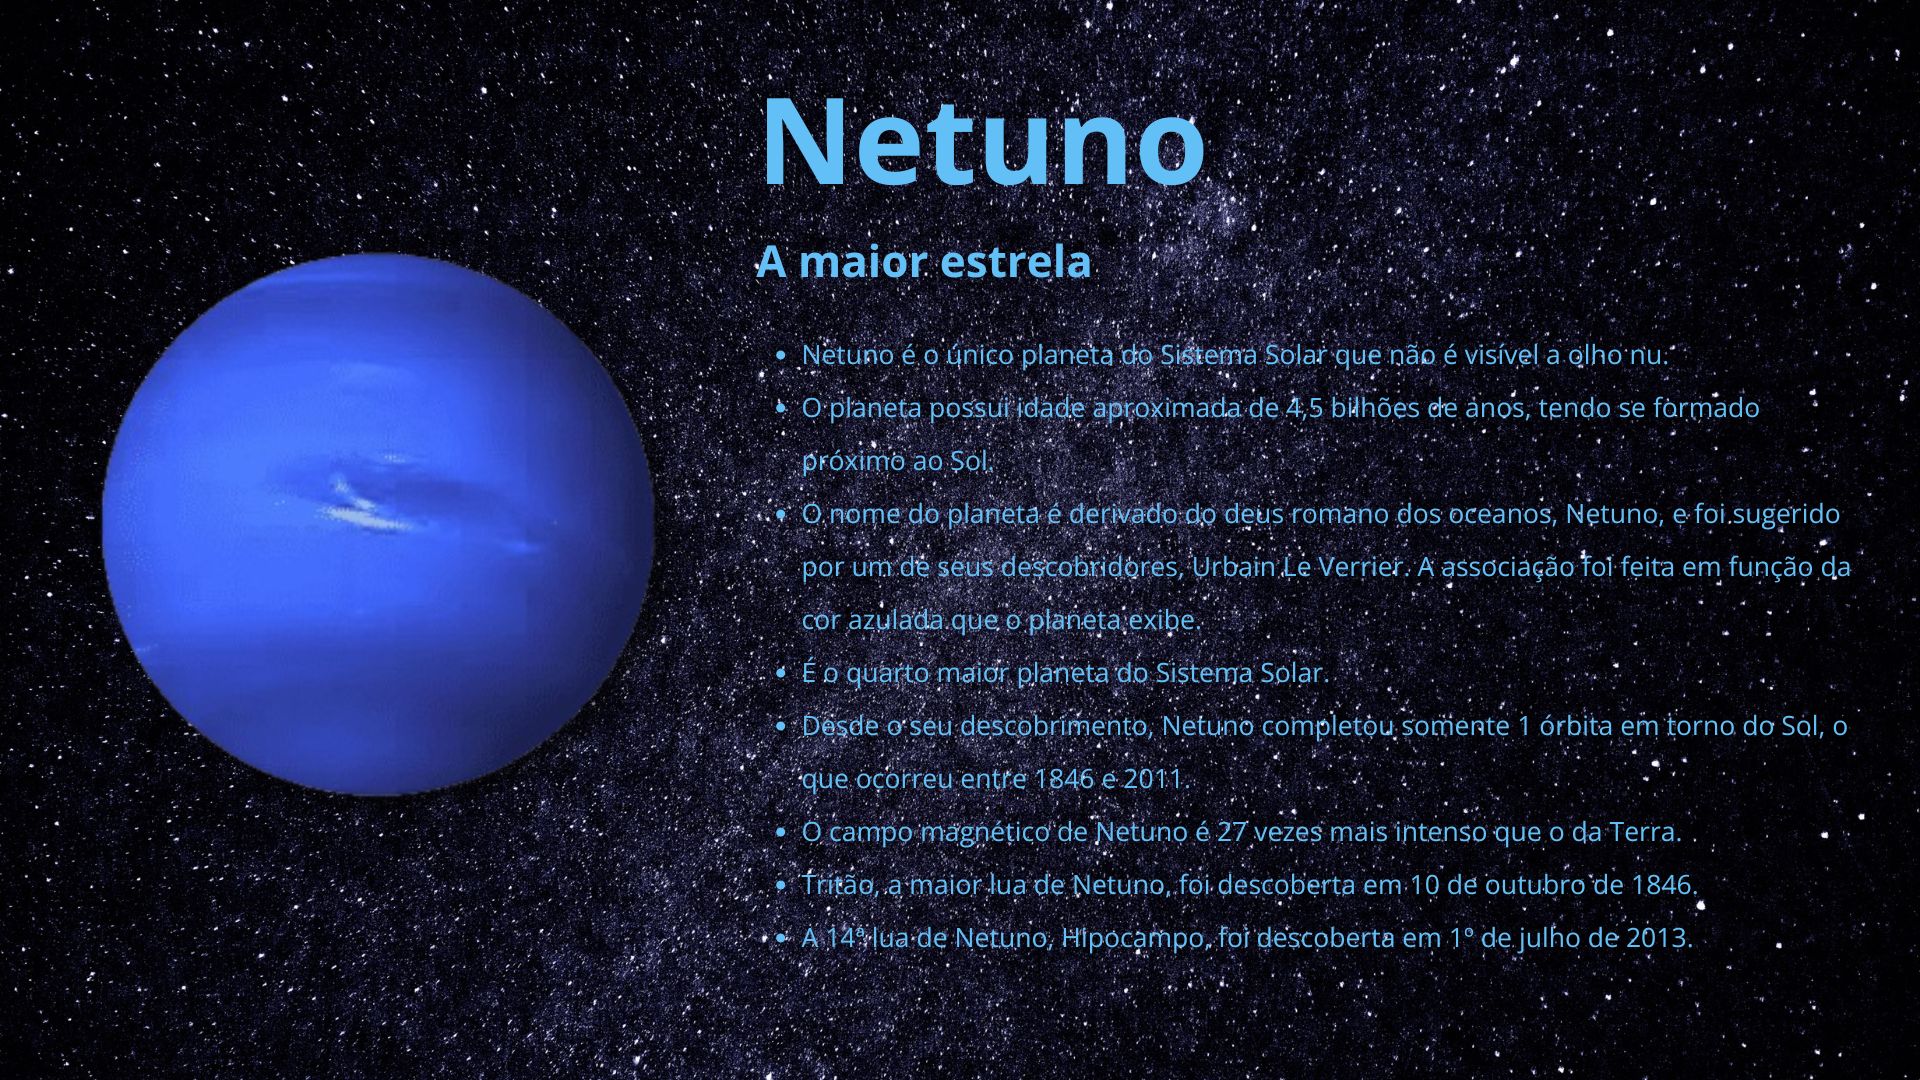 Netuno
A maior estrela
• Netuno é o único planeta do Sistema Solar que não é visível a olho nu.
• O planeta possui idade aproximada de 4,5 bilhões de anos, tendo se formado
próximo ao Sol.
• O nome do planeta é derivado do deus romano dos oceanos, Netuno, e foi sugerido
por um de seus descobridores, Urbain Le Verrier. A associação foi feita em função da
cor azulada que o planeta exibe.
• É o quarto maior planeta do Sistema Solar.
• Desde o seu descobrimento, Netuno completou somente 1 órbita em torno do Sol, o
que ocorreu entre 1846 e 2011.
• O campo magnético de Netuno é 27 vezes mais intenso que o da Terra.
• Tritão, a maior lua de Netuno, foi descoberta em 10 de outubro de 1846.
• A 14ª lua de Netuno, Hipocampo, foi descoberta em 1º de julho de 2013.